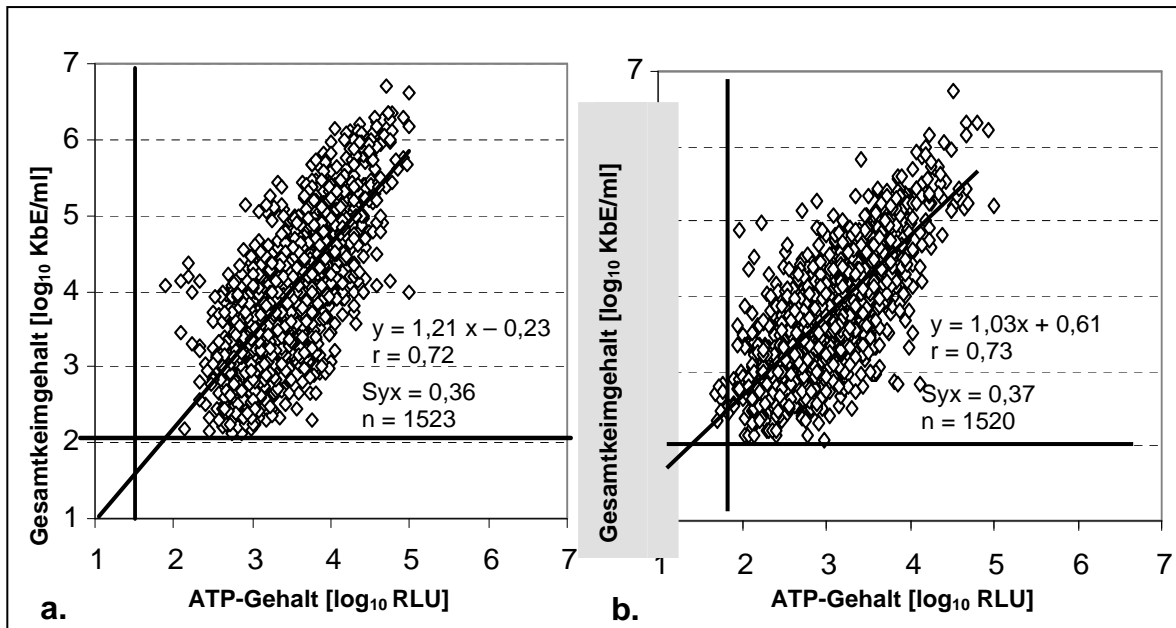 7
6
5
4
3
2
1
Gesamtkeimgehalt [log₁₀ KbE/ml]
y = 1,21 x – 0,23
r = 0,72
Syx = 0,36
n = 1523
1 2 3 4 5 6 7
ATP-Gehalt [log₁₀ RLU]
a.
7
Gesamtkeimgehalt [log₁₀ KbE/ml]
y = 1,03x + 0,61
r = 0,73
Syx = 0,37
n = 1520
1 2 3 4 5 6 7
ATP-Gehalt [log₁₀ RLU]
b.